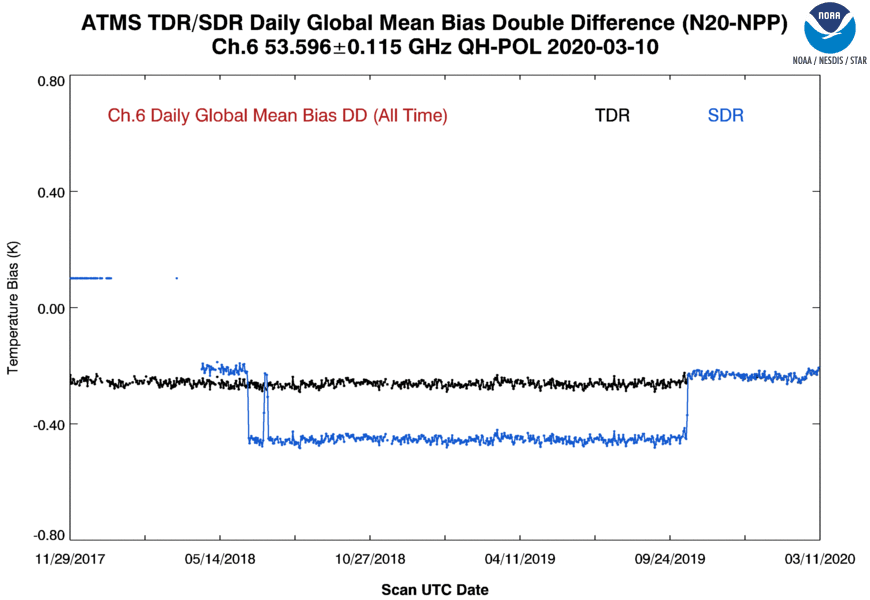 ATMS TDR/SDR Daily Global Mean Bias Double Difference (N20-NPP)
Ch.6 53.596±0.115 GHz QH-POL 2020-03-10
NOAA
NOAA / NESDIS / STAR
Ch.6 Daily Global Mean Bias DD (All Time)
TDR
SDR
Temperature Bias (K)
0.80
0.40
0.00
-0.40
-0.80
11/29/2017
05/14/2018
10/27/2018
04/11/2019
09/24/2019
03/11/2020
Scan UTC Date